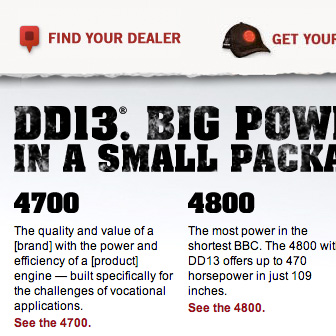 FIND YOUR DEALER
GET YOUR
DD13®. BIG POW
IN A SMALL PACKA
4700
The quality and value of a
[brand] with the power and
efficiency of a [product]
engine — built specifically for
the challenges of vocational
applications.
See the 4700.
4800
The most power in the
shortest BBC. The 4800 wit
DD13 offers up to 470
horsepower in just 109
inches.
See the 4800.